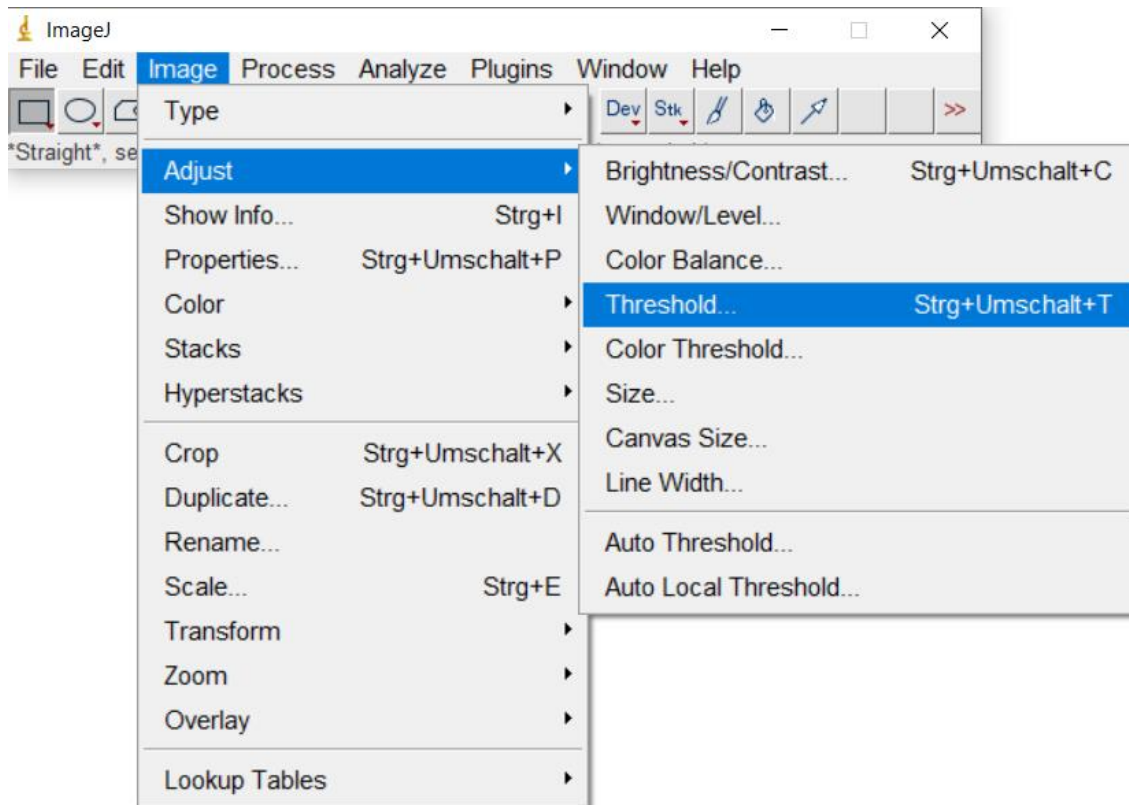 ImageJ
File Edit Image Process Analyze Plugins Window Help
Dev Stk >>
*Straight*, se
Type
Adjust
Show Info... Strg+I
Properties... Strg+Umschalt+P
Color
Stacks
Hyperstacks
Crop Strg+Umschalt+X
Duplicate... Strg+Umschalt+D
Rename...
Scale... Strg+E
Transform
Zoom
Overlay
Lookup Tables
Brightness/Contrast... Strg+Umschalt+C
Window/Level...
Color Balance...
Threshold... Strg+Umschalt+T
Color Threshold...
Size...
Canvas Size...
Line Width...
Auto Threshold...
Auto Local Threshold...